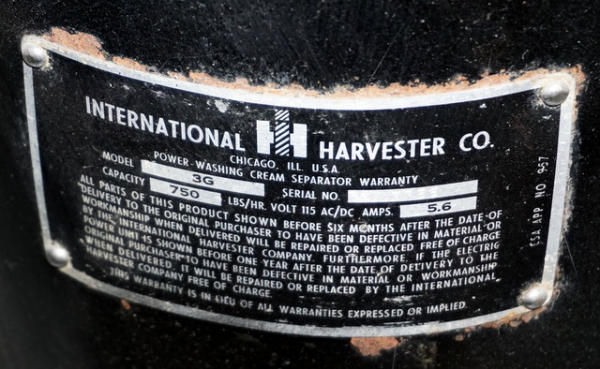 INTERNATIONAL IH HARVESTER CO.
CHICAGO, ILL. U.S.A.
POWER-WASHING CREAM SEPARATOR WARRANTY
MODEL 3G SERIAL NO.
CAPACITY 750 LBS/HR. VOLT 115 AC/DC AMPS. 5.6
ALL PARTS OF THIS PRODUCT SHOWN BEFORE SIX MONTHS AFTER THE DATE OF
DELIVERY TO THE ORIGINAL PURCHASER TO HAVE BEEN DEFECTIVE IN MATERIAL OR
WORKMANSHIP WHEN DELIVERED WILL BE REPAIRED OR REPLACED FREE OF CHARGE
BY THE INTERNATIONAL HARVESTER COMPANY. FURTHERMORE, IF THE ELECTRIC
POWER UNIT IS SHOWN BEFORE ONE YEAR AFTER THE DATE OF DELIVERY TO THE
ORIGINAL PURCHASER TO HAVE BEEN DEFECTIVE IN MATERIAL OR WORKMANSHIP
WHEN DELIVERED, IT WILL BE REPAIRED OR REPLACED BY THE INTERNATIONAL
HARVESTER COMPANY FREE OF CHARGE.
THIS WARRANTY IS IN LIEU OF ALL WARRANTIES EXPRESSED OR IMPLIED.
APP. NO. 957